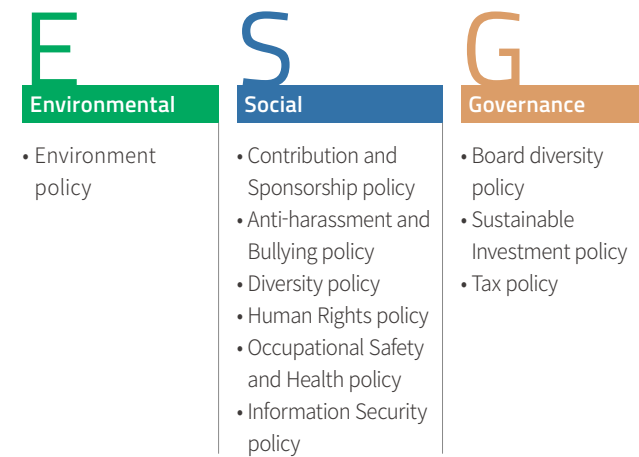 E
Environmental
• Environment
policy
S
Social
• Contribution and
Sponsorship policy
• Anti-harassment and
Bullying policy
• Diversity policy
• Human Rights policy
• Occupational Safety
and Health policy
• Information Security
policy
G
Governance
• Board diversity
policy
• Sustainable
Investment policy
• Tax policy